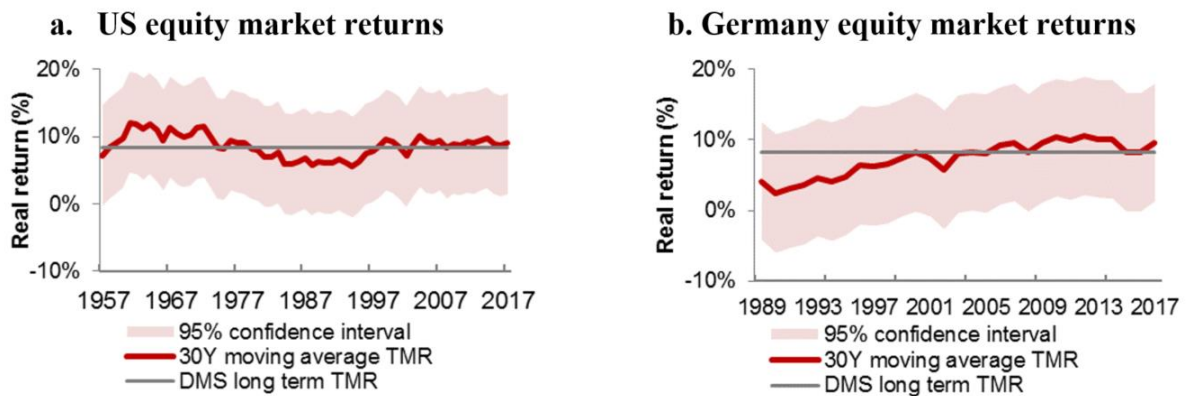 a. US equity market returns
Real return (%)
20%
10%
0%
-10%
1957 1967 1977 1987 1997 2007 2017
95% confidence interval
30Y moving average TMR
DMS long term TMR
b. Germany equity market returns
Real return (%)
20%
10%
0%
-10%
1989 1993 1997 2001 2005 2009 2013 2017
95% confidence interval
30Y moving average TMR
DMS long term TMR